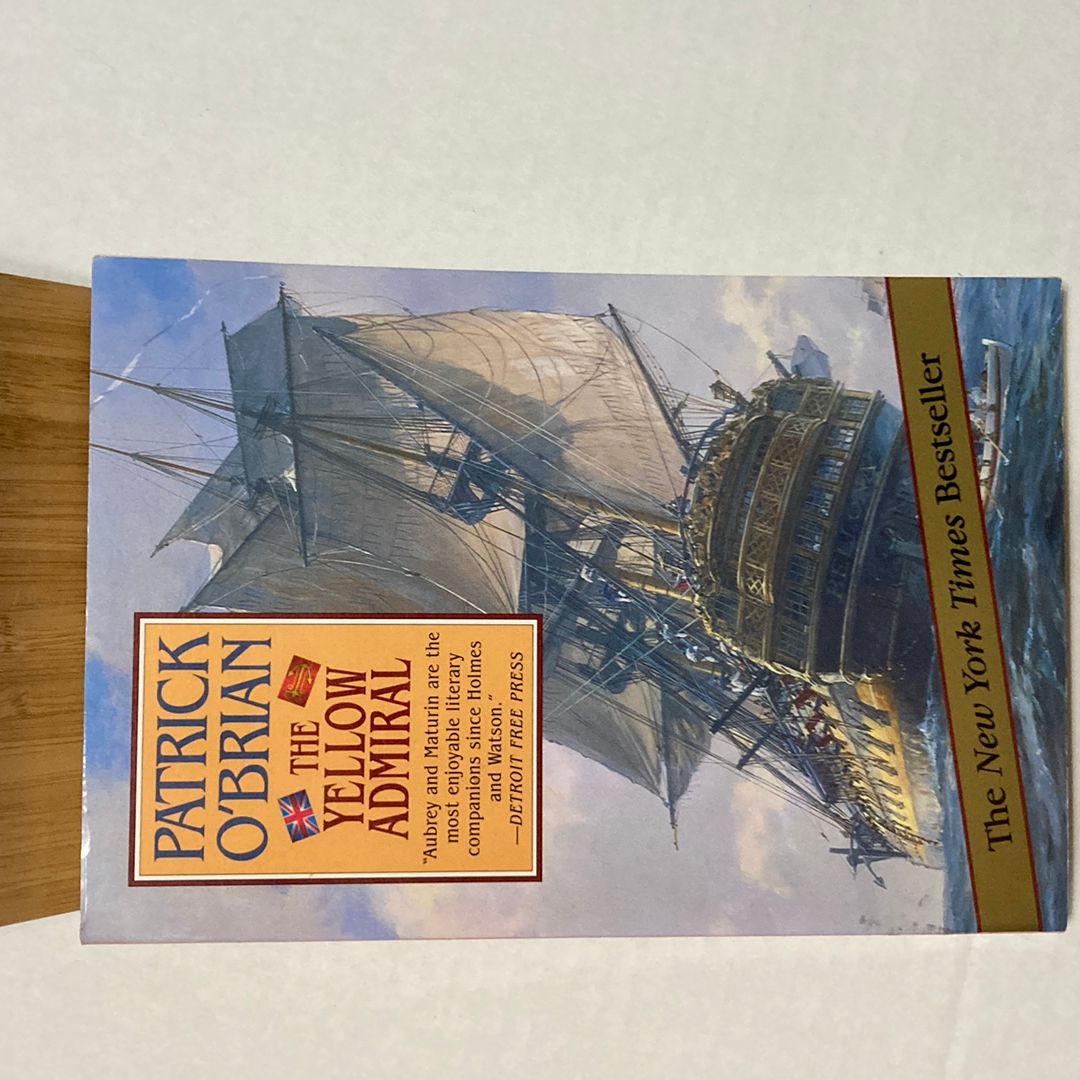 PATRICK
O'BRIAN
THE
YELLOW
ADMIRAL
"Aubrey and Maturin are the
most enjoyable literary
companions since Holmes
and Watson."
—DETROIT FREE PRESS
The New York Times Bestseller